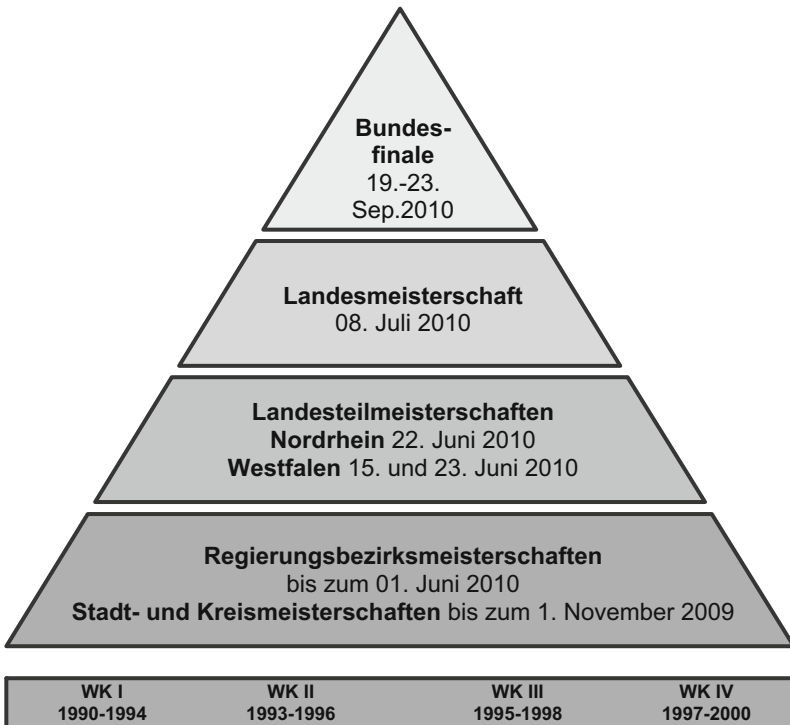 Bundes-
finale
19.-23.
Sep.2010
Landesmeisterschaft
08. Juli 2010
Landesteilmeisterschaften
Nordrhein 22. Juni 2010
Westfalen 15. und 23. Juni 2010
Regierungsbezirksmeisterschaften
bis zum 01. Juni 2010
Stadt- und Kreismeisterschaften bis zum 1. November 2009
WK I WK II WK III WK IV
1990-1994 1993-1996 1995-1998 1997-2000